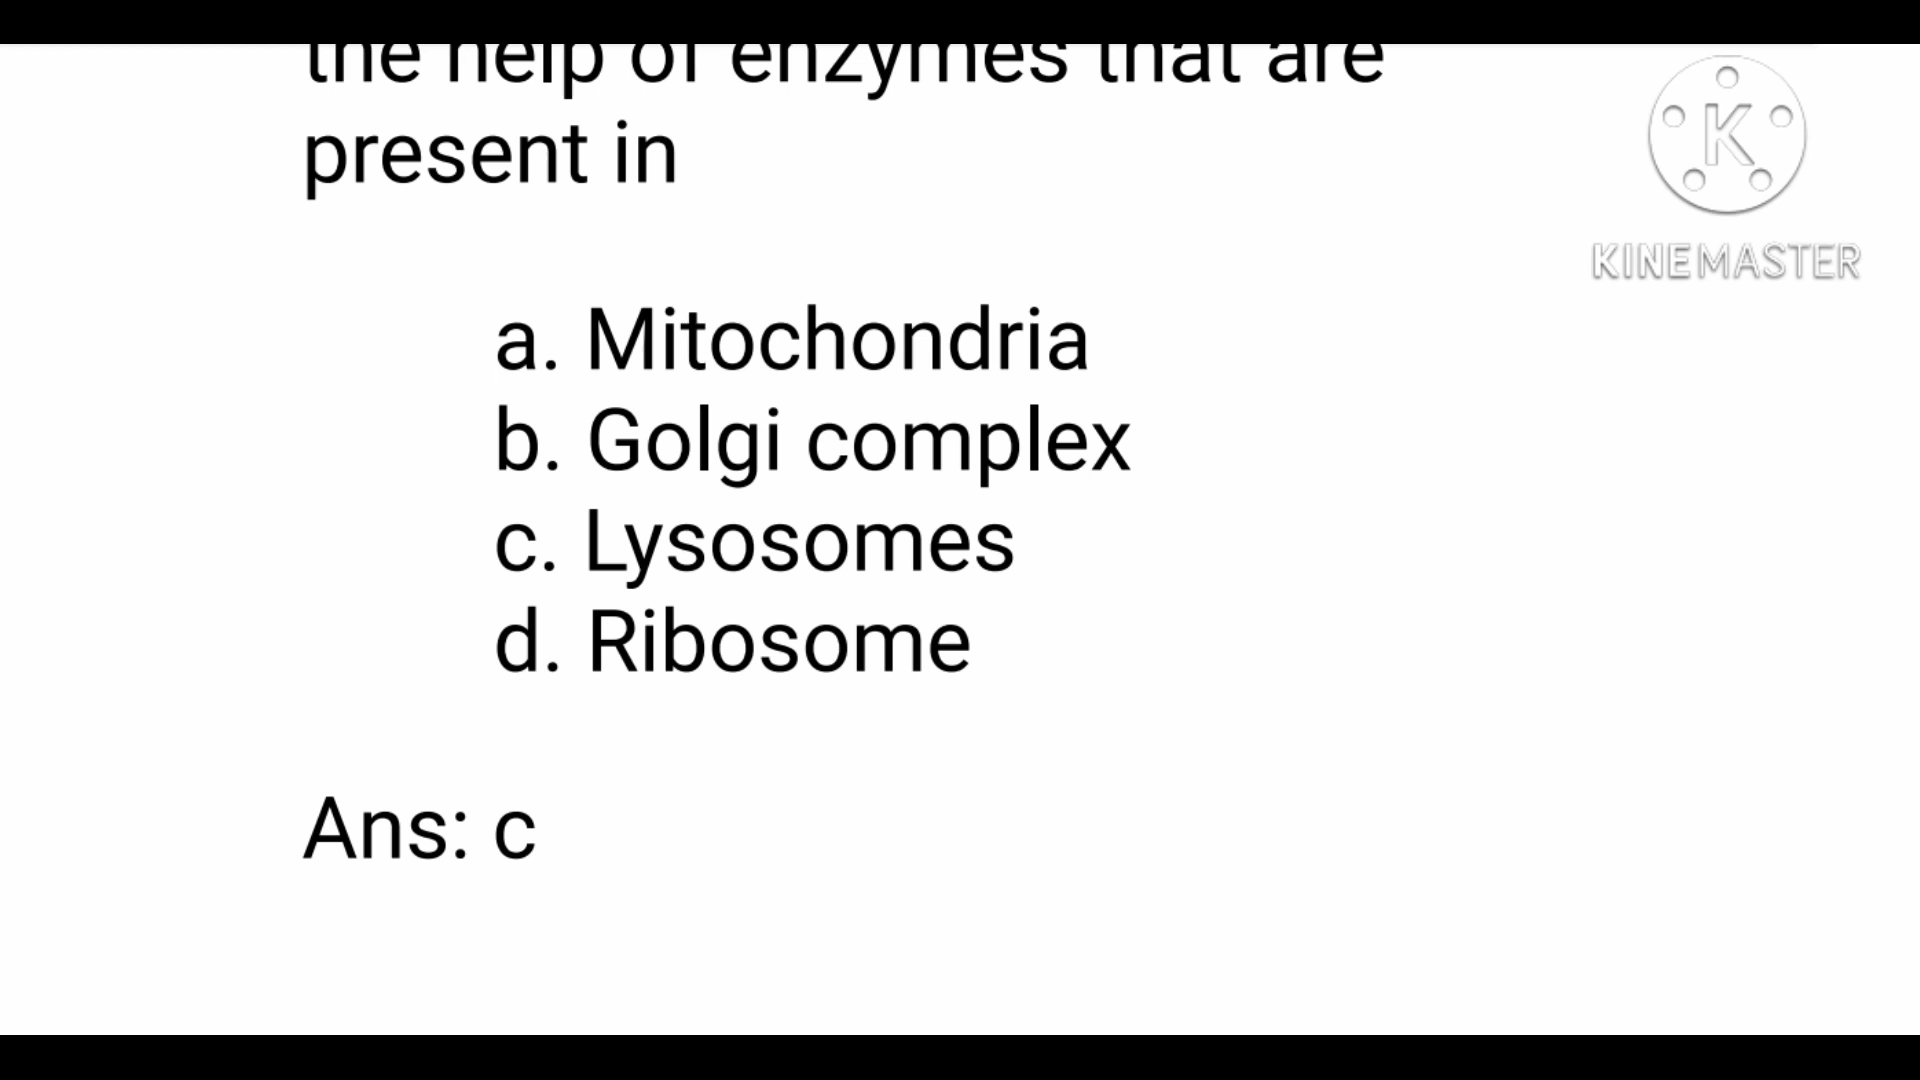 the help of enzymes that are
present in
a. Mitochondria
b. Golgi complex
c. Lysosomes
d. Ribosome
Ans: c
K
KINEMASTER